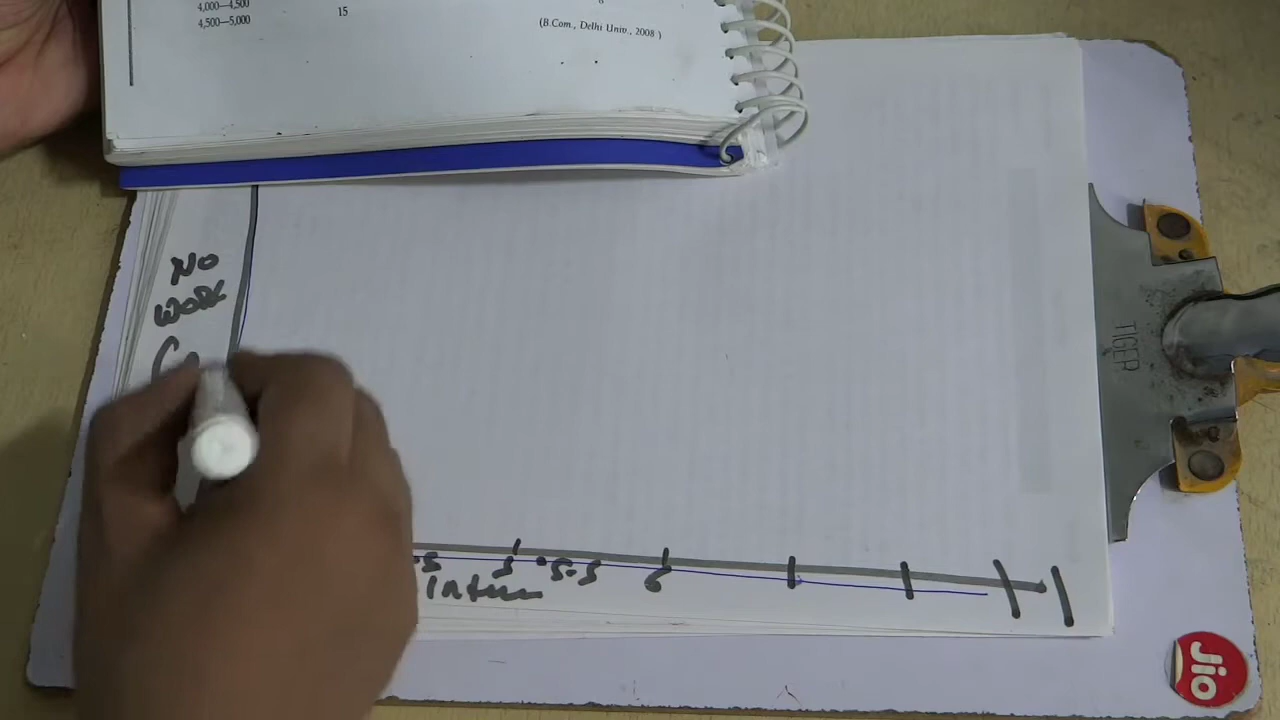 4,000—4,500
4,500—5,000 15
(B.Com., Delhi Univ., 2008 )
No
work
TIGER
5 5.5 6
Jio